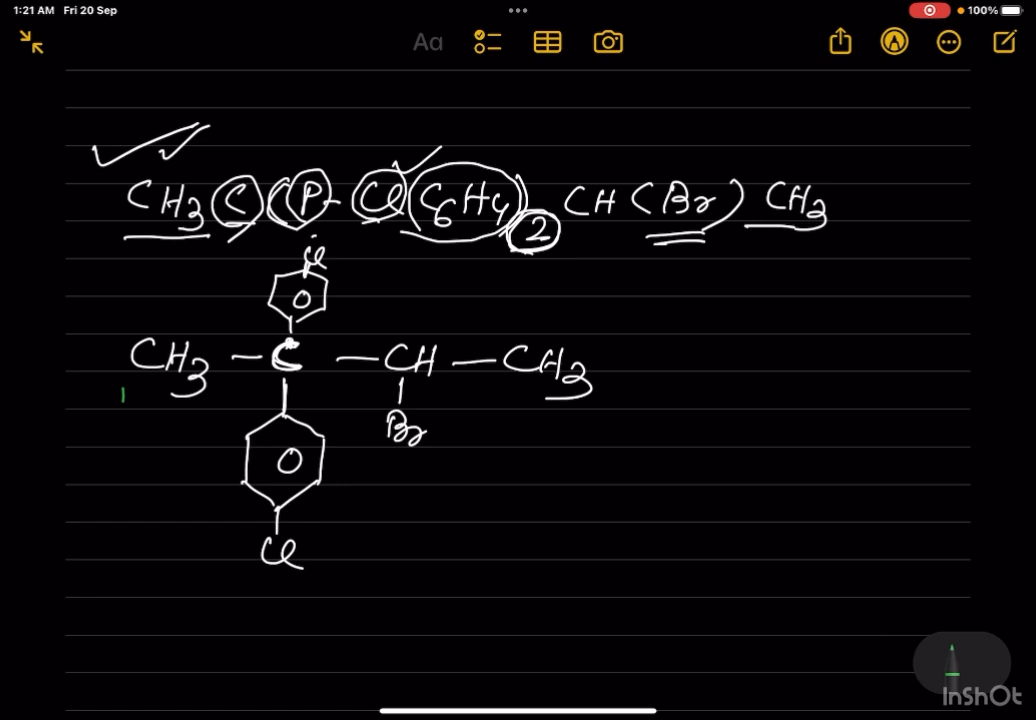 1:21 AM Fri 20 Sep
100%
Aa
CH3 C (P- Cl C6H4)2 CH (Br) CH3
Cl
CH3 - C - CH - CH3
Br
Cl
InShOt